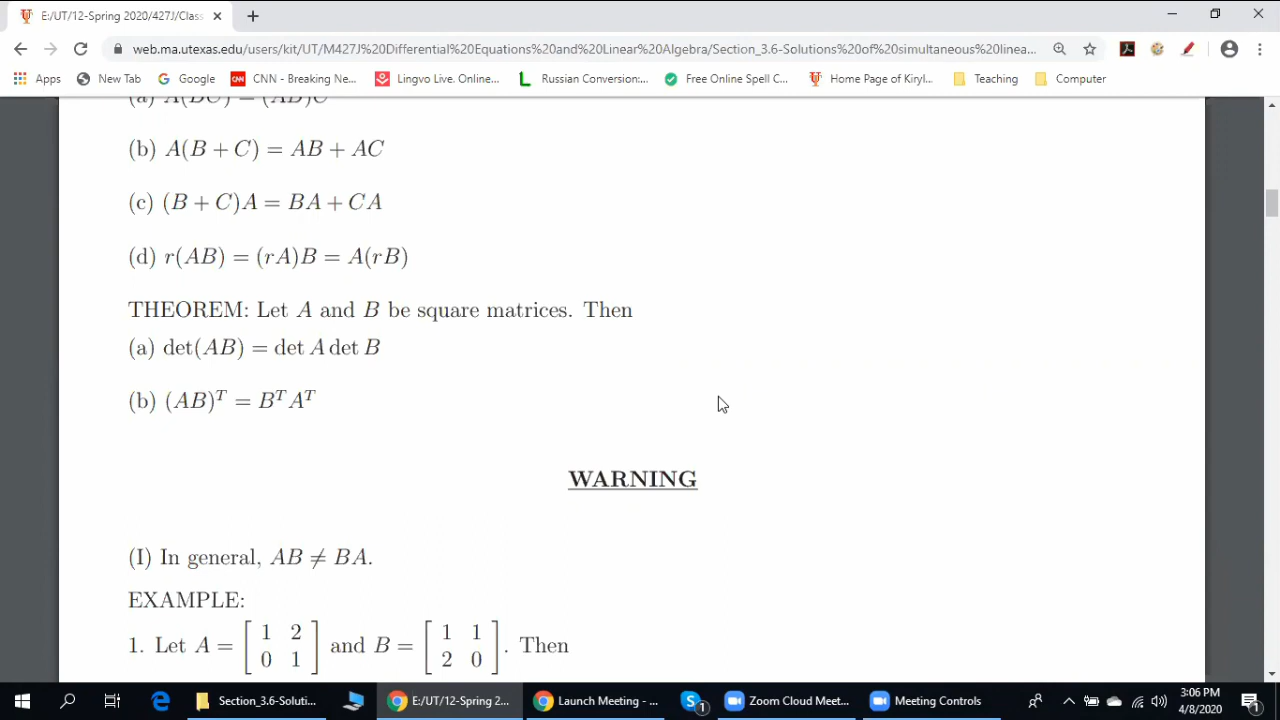 E:/UT/12-Spring 2020/427J/Class
web.ma.utexas.edu/users/kit/UT/M427J%20Differential%20Equations%20and%20Linear%20Algebra/Section_3.6-Solutions%20of%20simultaneous%20linea...
Apps New Tab Google CNN - Breaking Ne... Lingvo Live. Online... Russian Conversion:... Free Online Spell C... Home Page of Kiryl... Teaching Computer
(a) A(BC) = (AB)C
(b) A(B + C) = AB + AC
(c) (B + C)A = BA + CA
(d) r(AB) = (rA)B = A(rB)
THEOREM: Let A and B be square matrices. Then
(a) det(AB) = det A det B
(b) (AB)ᵀ = BᵀAᵀ
WARNING
(I) In general, AB ≠ BA.
EXAMPLE:
1. Let A = [1 2
0 1] and B = [1 1
2 0]. Then
Section_3.6-Soluti... E:/UT/12-Spring 2... Launch Meeting - ... Zoom Cloud Meet... Meeting Controls 3:06 PM
4/8/2020